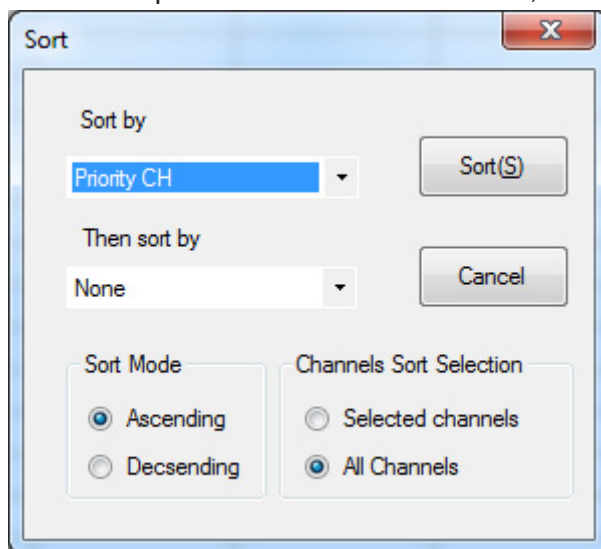 Sort
Sort by
Priority CH
Sort(S)
Then sort by
None
Cancel
Sort Mode
Channels Sort Selection
Ascending
Selected channels
Decsending
All Channels